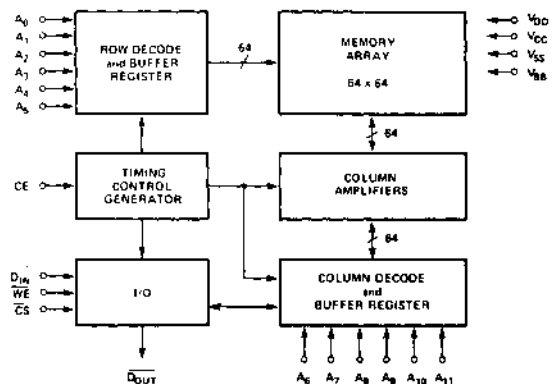 A0
A1
A2
A3
A4
A5
ROW DECODE
and BUFFER
REGISTER
64
MEMORY
ARRAY
64 x 64
VDD
VCC
VSS
VBB
64
CE
TIMING
CONTROL
GENERATOR
COLUMN
AMPLIFIERS
64
DIN
WE
CS
I/O
COLUMN DECODE
and
BUFFER REGISTER
DOUT
A6 A7 A8 A9 A10 A11